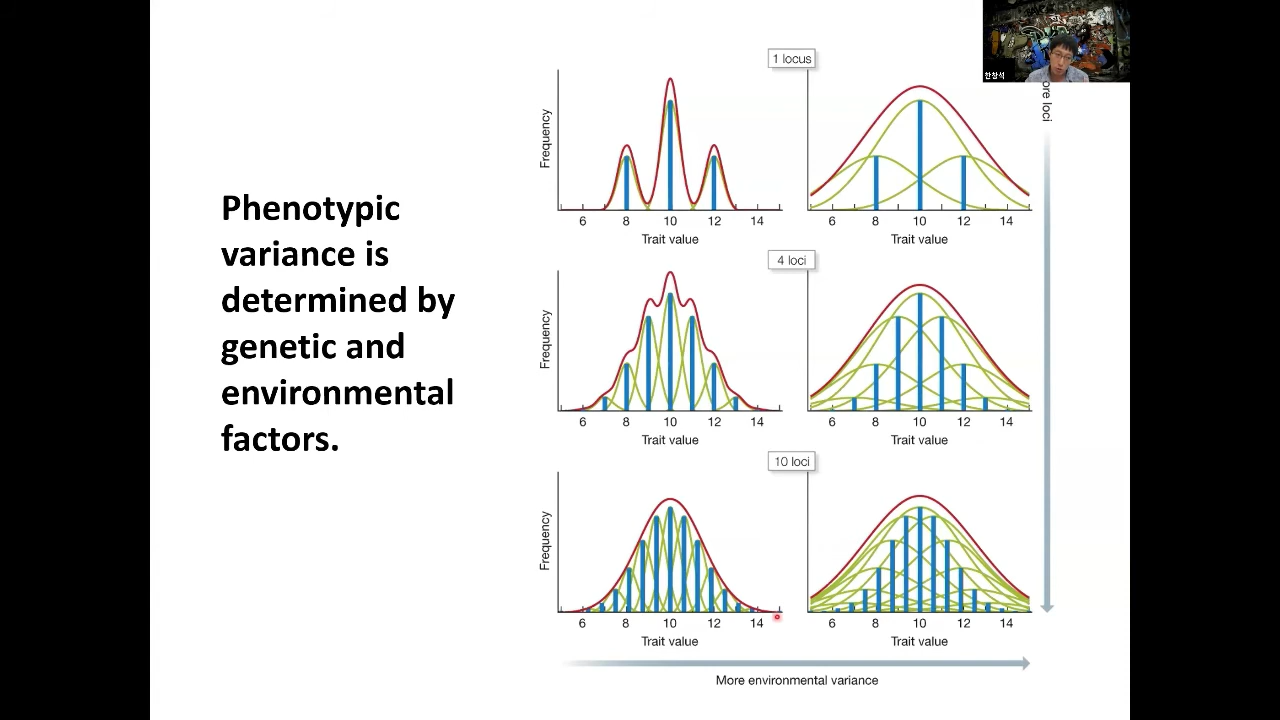 한창석
Phenotypic
variance is
determined by
genetic and
environmental
factors.
1 locus
ore loci
Frequency
6 8 10 12 14
Trait value
6 8 10 12 14
Trait value
4 loci
Frequency
6 8 10 12 14
Trait value
6 8 10 12 14
Trait value
10 loci
Frequency
6 8 10 12 14
Trait value
6 8 10 12 14
Trait value
More environmental variance